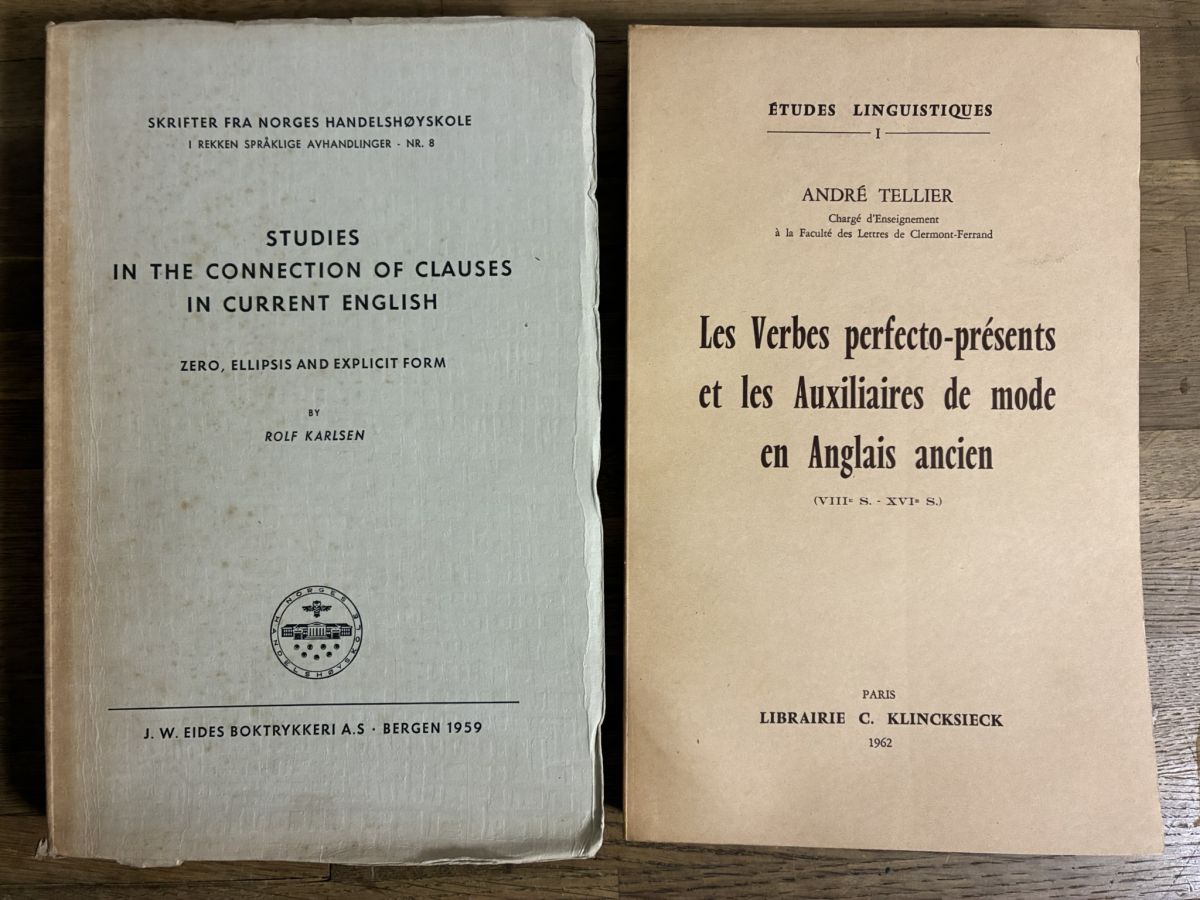 SKRIFTER FRA NORGES HANDELSHØYSKOLE
I REKKEN SPRÅKLIGE AVHANDLINGER - NR. 8
STUDIES
IN THE CONNECTION OF CLAUSES
IN CURRENT ENGLISH
ZERO, ELLIPSIS AND EXPLICIT FORM
BY
ROLF KARLSEN
NORGES HANDELSHØYSKOLE
J. W. EIDES BOKTRYKKERI A.S · BERGEN 1959
ÉTUDES LINGUISTIQUES
I
ANDRÉ TELLIER
Chargé d'Enseignement
à la Faculté des Lettres de Clermont-Ferrand
Les Verbes perfecto-présents
et les Auxiliaires de mode
en Anglais ancien
(VIIIe S. - XVIe S.)
PARIS
LIBRAIRIE C. KLINCKSIECK
1962